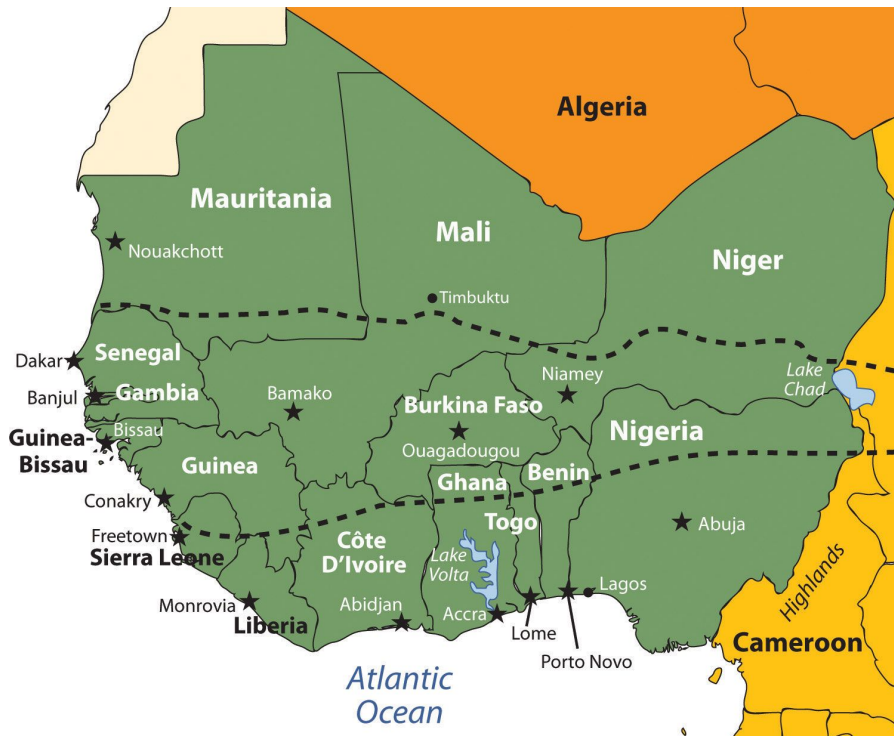 Algeria
Mauritania
Mali
Niger
Nouakchott
Timbuktu
Senegal
Dakar
Gambia
Banjul
Bamako
Niamey
Lake
Chad
Burkina Faso
Ouagadougou
Nigeria
Bissau
Guinea-
Bissau
Guinea
Ghana
Benin
Conakry
Togo
Abuja
Freetown
Sierra Leone
Côte
D'Ivoire
Lake
Volta
Highlands
Monrovia
Liberia
Abidjan
Accra
Lagos
Lome
Porto Novo
Cameroon
Atlantic
Ocean